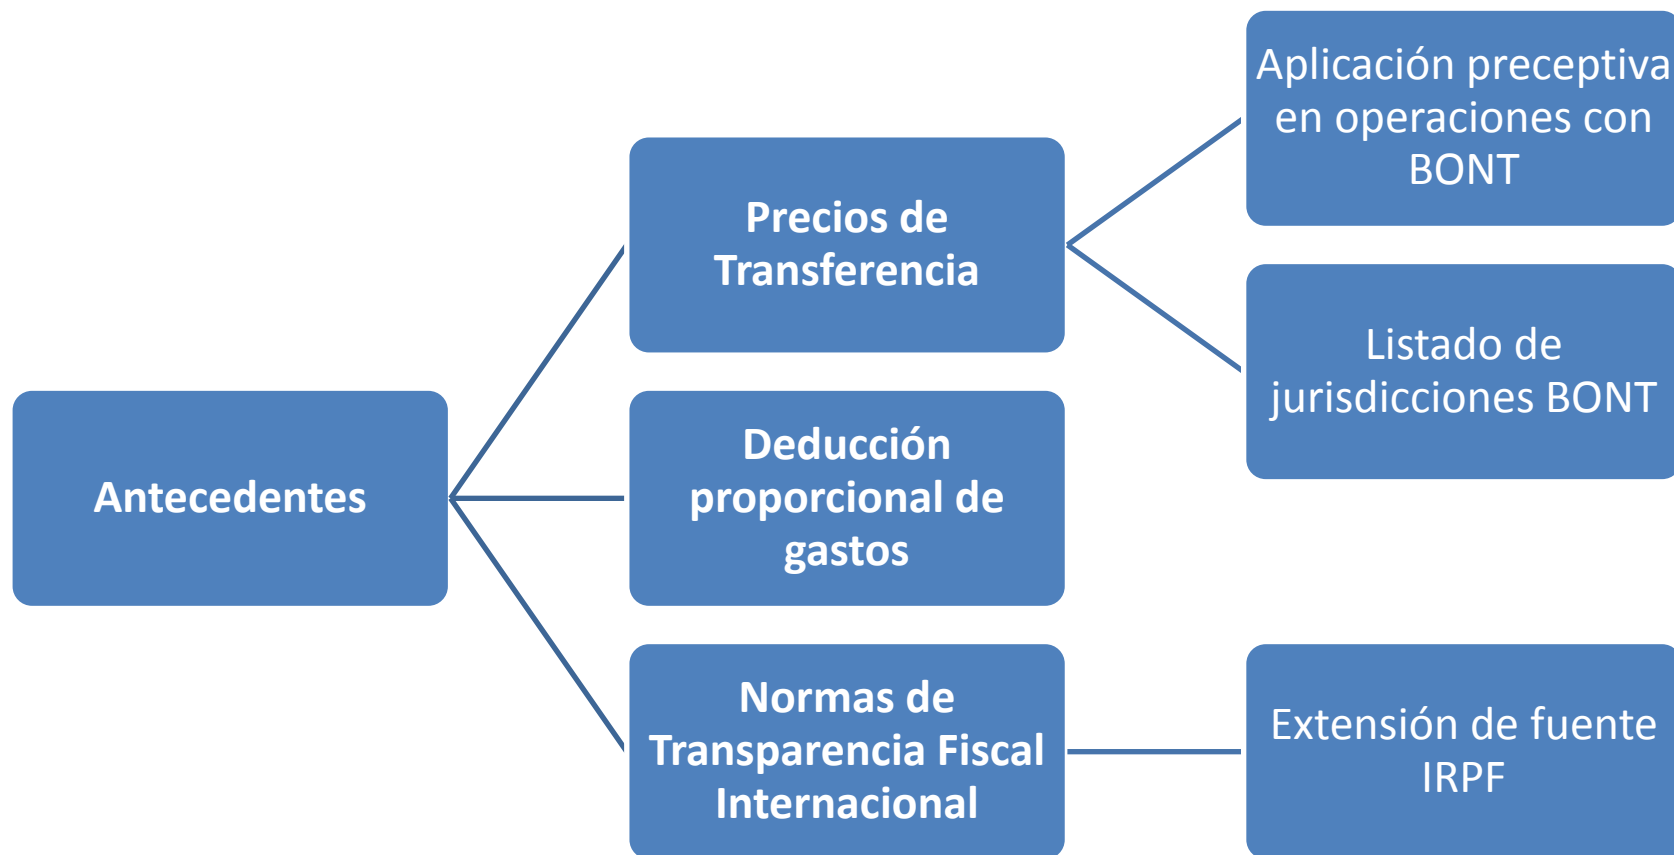 Antecedentes
Precios de
Transferencia
Aplicación preceptiva
en operaciones con
BONT
Listado de
jurisdicciones BONT
Deducción
proporcional de
gastos
Normas de
Transparencia Fiscal
Internacional
Extensión de fuente
IRPF